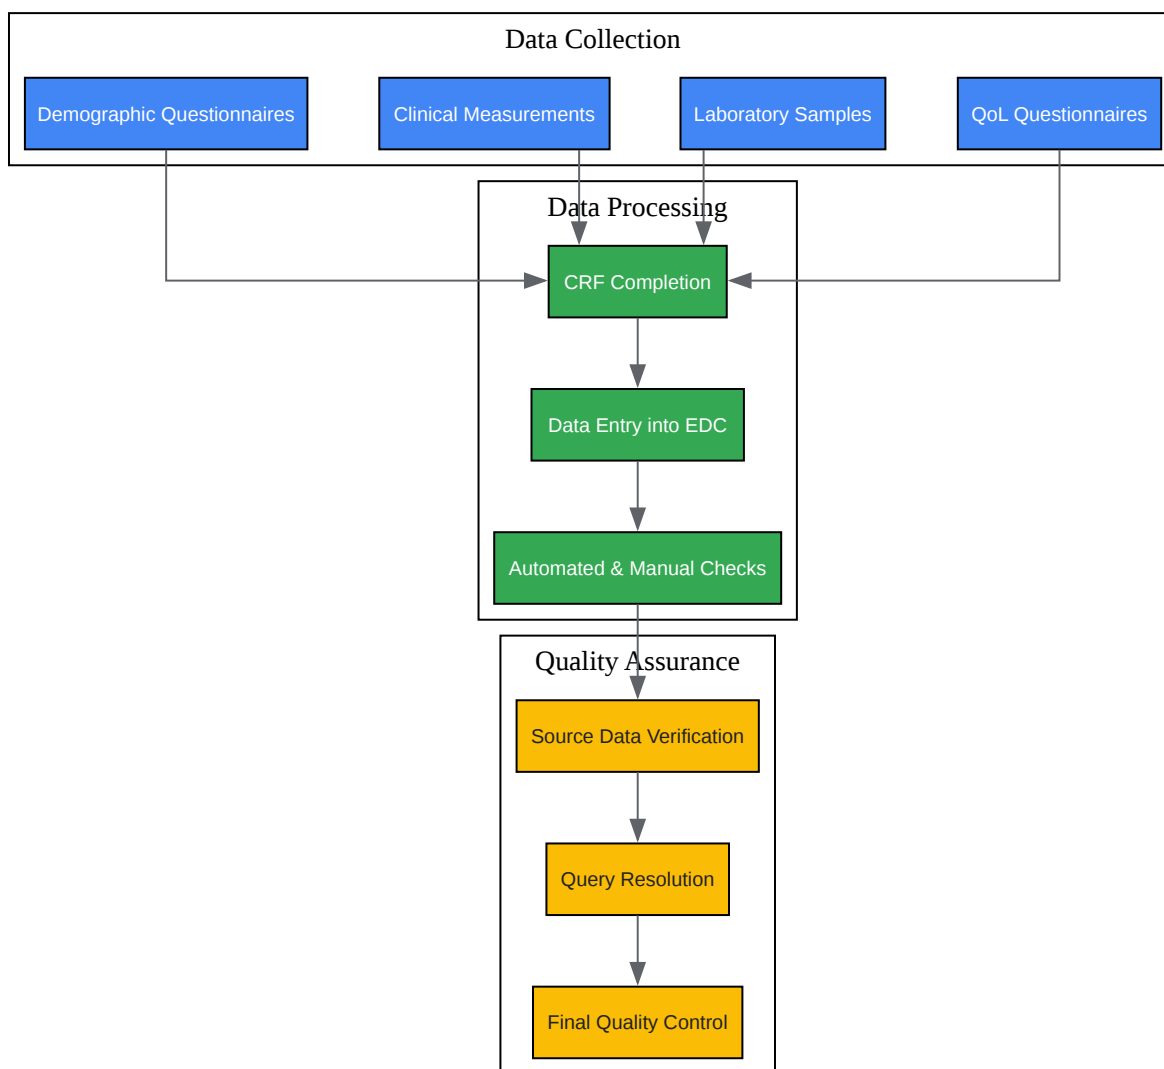 Data Collection
Demographic Questionnaires
Clinical Measurements
Laboratory Samples
QoL Questionnaires
Data Processing
CRF Completion
Data Entry into EDC
Automated & Manual Checks
Quality Assurance
Source Data Verification
Query Resolution
Final Quality Control